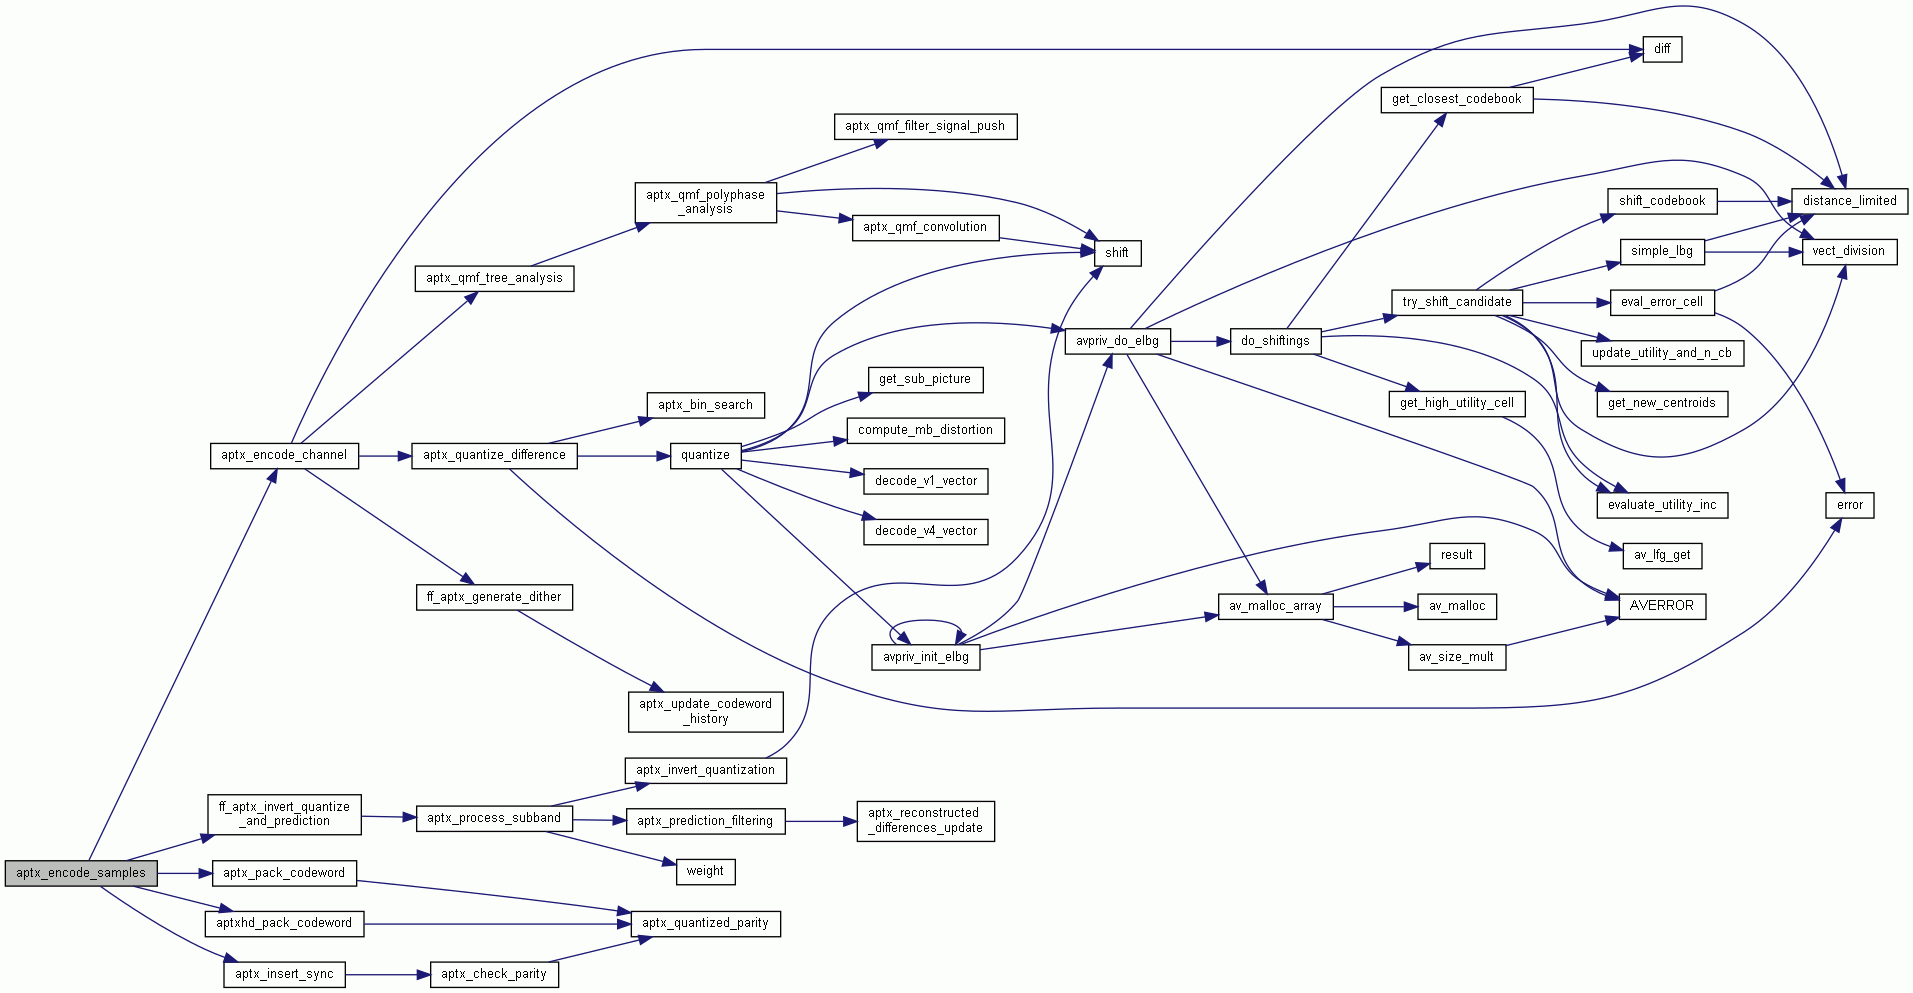 diff
get_closest_codebook
aptx_qmf_filter_signal_push
aptx_qmf_polyphase
_analysis
shift_codebook
distance_limited
aptx_qmf_convolution
shift
simple_lbg
vect_division
aptx_qmf_tree_analysis
try_shift_candidate
eval_error_cell
avpriv_do_elbg
do_shiftings
update_utility_and_n_cb
get_sub_picture
aptx_bin_search
get_high_utility_cell
get_new_centroids
compute_mb_distortion
aptx_encode_channel
aptx_quantize_difference
quantize
decode_v1_vector
evaluate_utility_inc
error
decode_v4_vector
result
av_lfg_get
ff_aptx_generate_dither
av_malloc_array
av_malloc
AVERROR
avpriv_init_elbg
av_size_mult
aptx_update_codeword
_history
aptx_invert_quantization
ff_aptx_invert_quantize
_and_prediction
aptx_process_subband
aptx_prediction_filtering
aptx_reconstructed
_differences_update
aptx_encode_samples
aptx_pack_codeword
weight
aptxhd_pack_codeword
aptx_quantized_parity
aptx_insert_sync
aptx_check_parity